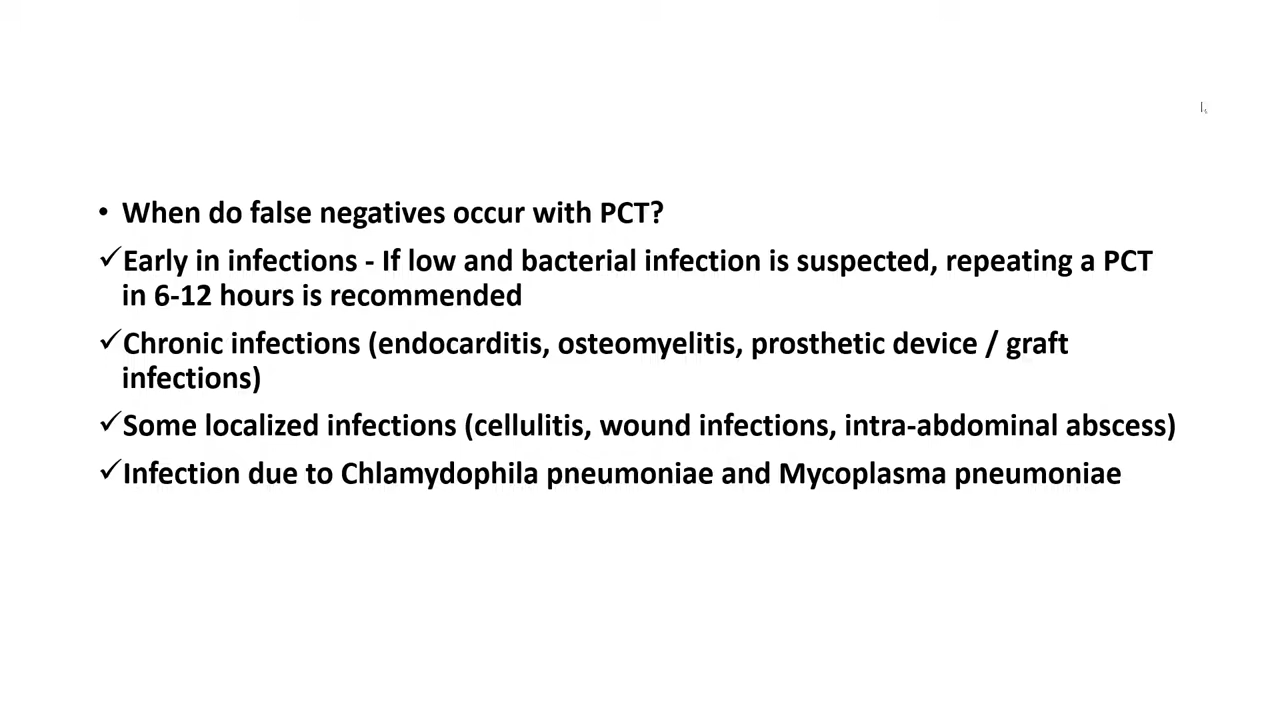 • When do false negatives occur with PCT?
✓Early in infections - If low and bacterial infection is suspected, repeating a PCT
in 6-12 hours is recommended
✓Chronic infections (endocarditis, osteomyelitis, prosthetic device / graft
infections)
✓Some localized infections (cellulitis, wound infections, intra-abdominal abscess)
✓Infection due to Chlamydophila pneumoniae and Mycoplasma pneumoniae